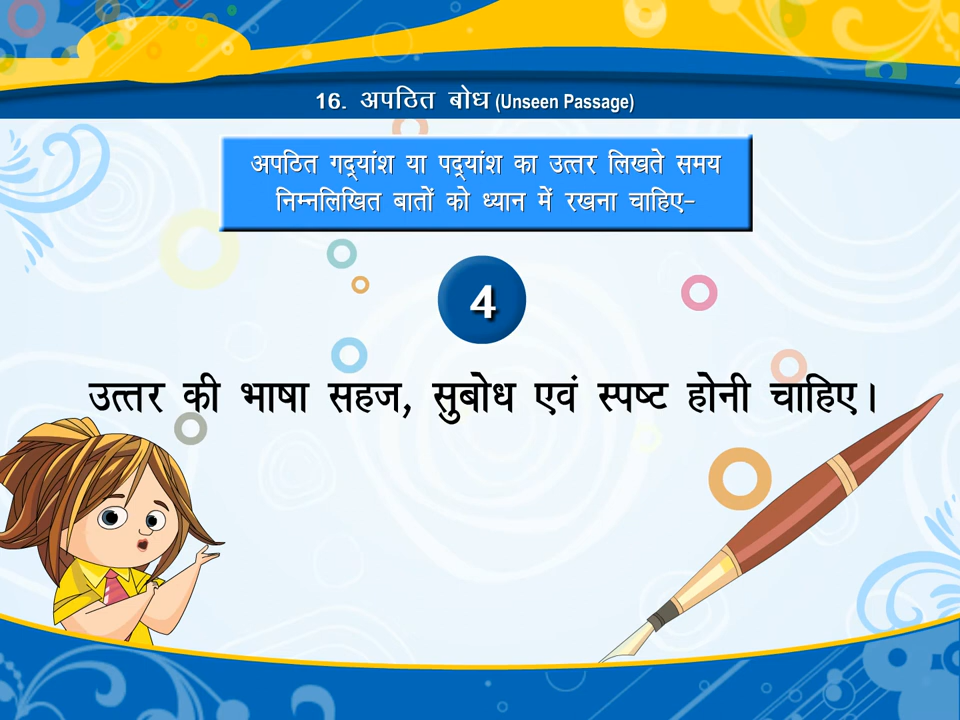 16. अपठित बोध (Unseen Passage)
अपठित गद्यांश या पद्यांश का उत्तर लिखते समय
निम्नलिखित बातों को ध्यान में रखना चाहिए-
4
उत्तर की भाषा सहज, सुबोध एवं स्पष्ट होनी चाहिए।